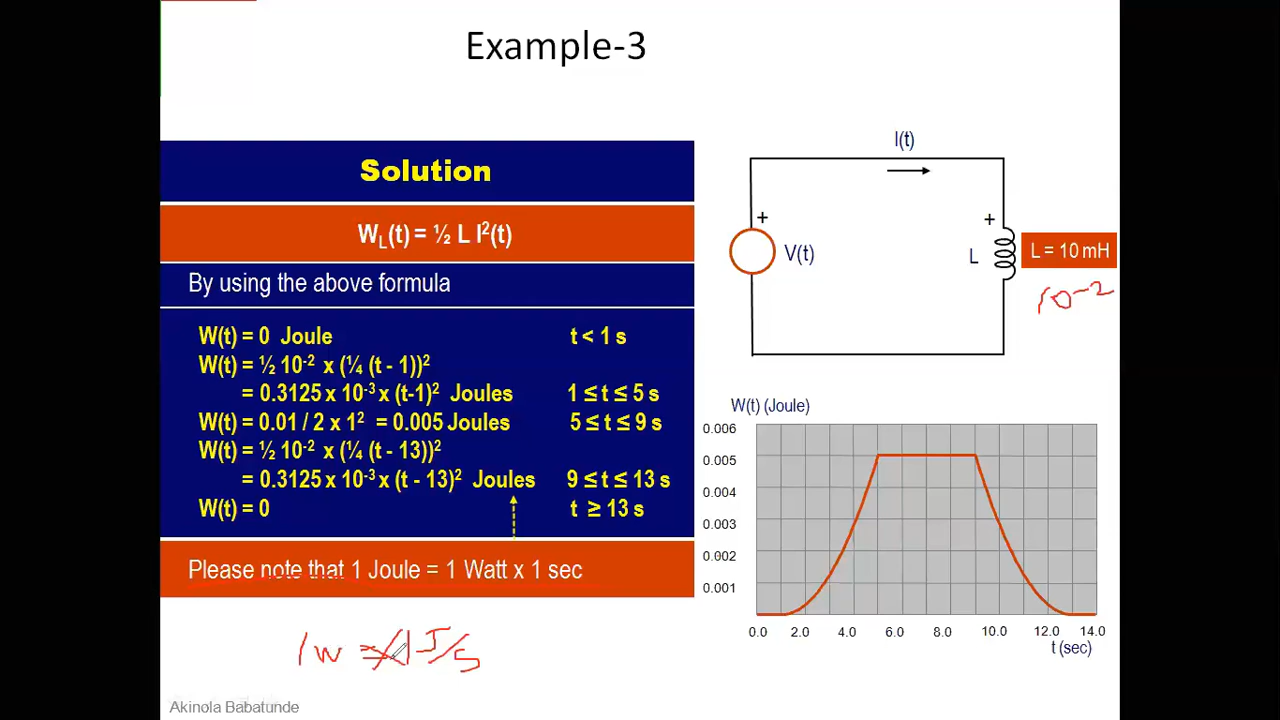 Example-3
Solution
W_L(t) = ½ L I²(t)
By using the above formula
W(t) = 0 Joule t < 1 s
W(t) = ½ 10⁻² x (¼ (t - 1))²
= 0.3125 x 10⁻³ x (t-1)² Joules 1 ≤ t ≤ 5 s
W(t) = 0.01 / 2 x 1² = 0.005 Joules 5 ≤ t ≤ 9 s
W(t) = ½ 10⁻² x (¼ (t - 13))²
= 0.3125 x 10⁻³ x (t - 13)² Joules 9 ≤ t ≤ 13 s
W(t) = 0 t ≥ 13 s
Please note that 1 Joule = 1 Watt x 1 sec
1W = 1 J/S
Akinola Babatunde
I(t)
+ +
V(t) L L = 10 mH
10⁻²
W(t) (Joule)
0.006
0.005
0.004
0.003
0.002
0.001
0.0 2.0 4.0 6.0 8.0 10.0 12.0 14.0
t (sec)